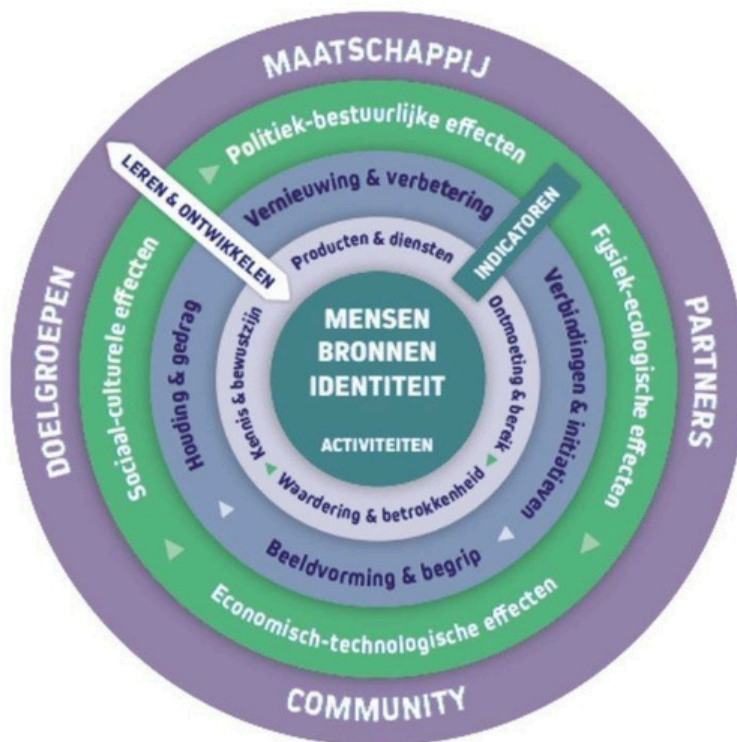 MAATSCHAPPIJ
PARTNERS
COMMUNITY
DOELGROEPEN
Politiek-bestuurlijke effecten
Fysiek-ecologische effecten
Economisch-technologische effecten
Sociaal-culturele effecten
Vernieuwing & verbetering
Verbindingen & initiatieven
Beeldvorming & begrip
Houding & gedrag
Producten & diensten
Ontmoeting & bereik
Waardering & betrokkenheid
Kennis & bewustzijn
LEREN & ONTWIKKELEN
INDICATOREN
MENSEN
BRONNEN
IDENTITEIT
ACTIVITEITEN